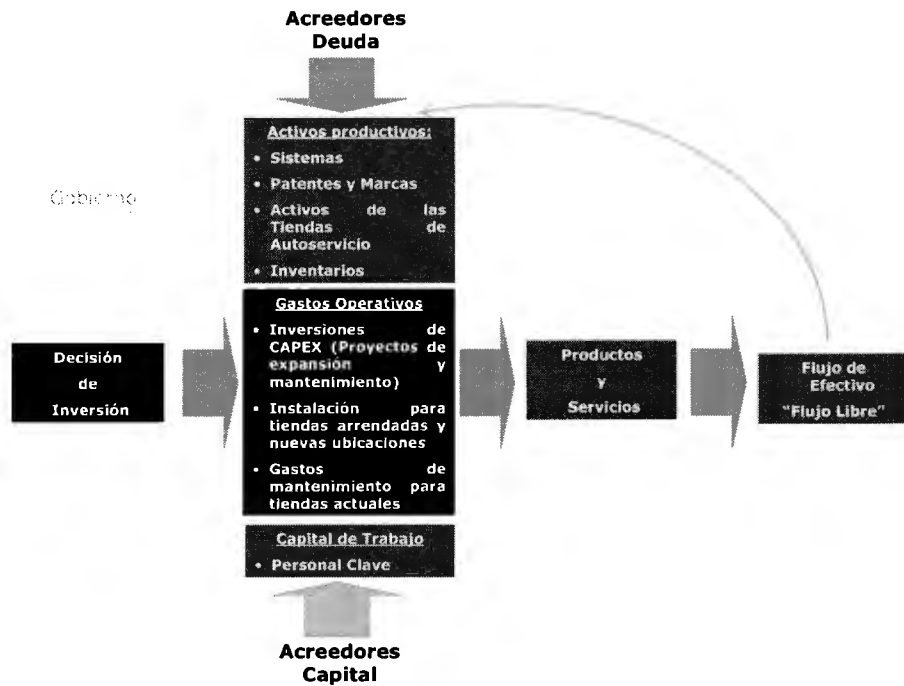 Acreedores
Deuda
Activos productivos:
• Sistemas
• Patentes y Marcas
• Activos de las
Tiendas de
Autoservicio
• Inventarios
Gobierno
Gastos Operativos
• Inversiones de
CAPEX (Proyectos de
expansión y
mantenimiento)
• Instalación para
tiendas arrendadas y
nuevas ubicaciones
• Gastos de
mantenimiento para
tiendas actuales
Decisión
de
Inversión
Productos
y
Servicios
Flujo de
Efectivo
"Flujo Libre"
Capital de Trabajo
• Personal Clave
Acreedores
Capital